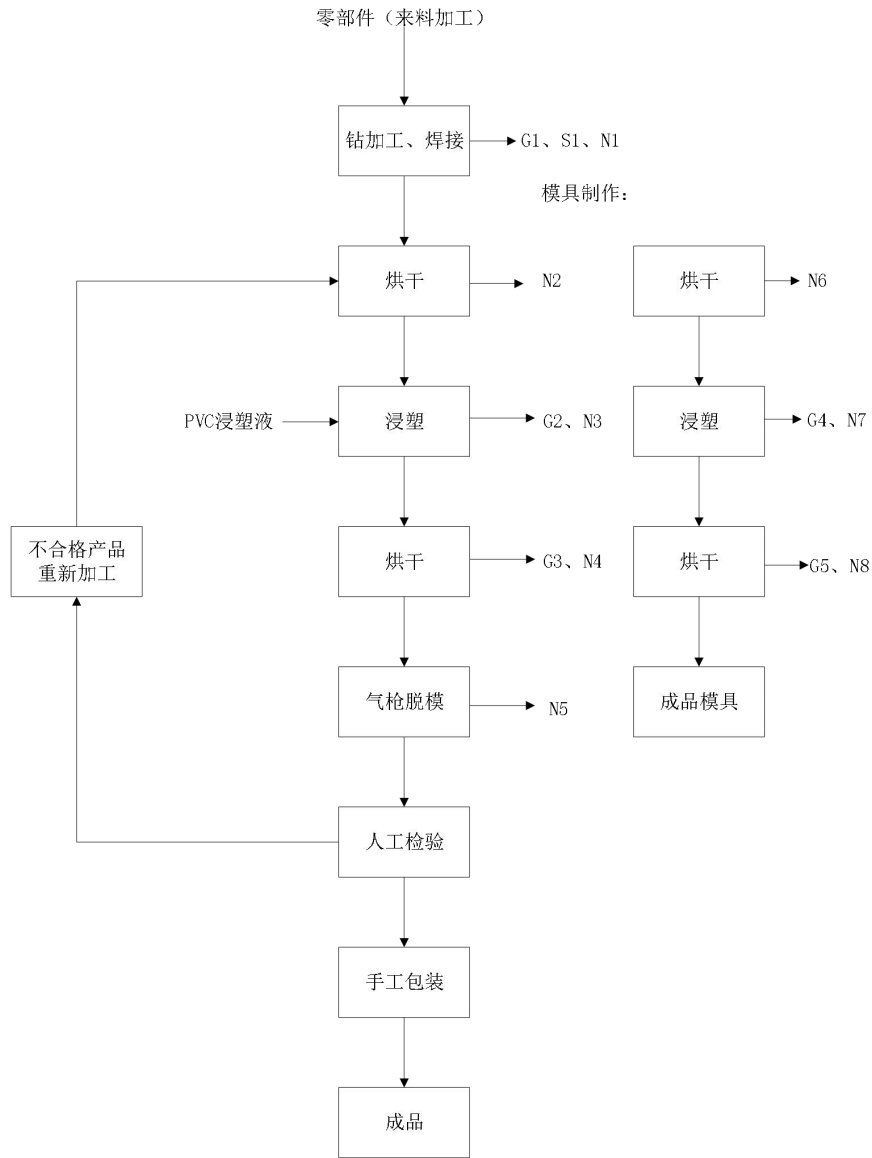 零部件（来料加工）
钻加工、焊接
G1、S1、N1
模具制作：
烘干
N2
烘干
N6
PVC浸塑液
浸塑
G2、N3
浸塑
G4、N7
不合格产品
重新加工
烘干
G3、N4
烘干
G5、N8
气枪脱模
N5
成品模具
人工检验
手工包装
成品